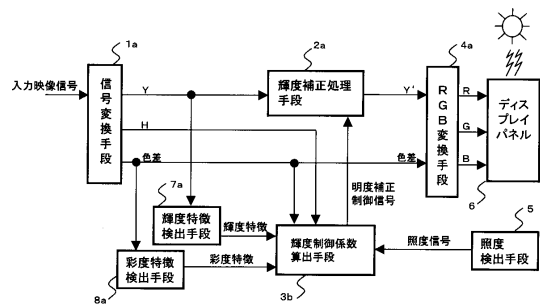 1a
2a
4a
入力映像信号
信号変換手段
Y
輝度補正処理
手段
Y'
RGB変換手段
R
G
B
ディス
プレイ
パネル
H
色差
色差
7a
明度補正
制御信号
6
5
輝度特徴
検出手段
輝度特徴
輝度制御係数
算出手段
照度信号
照度
検出手段
彩度特徴
検出手段
彩度特徴
8a
3b